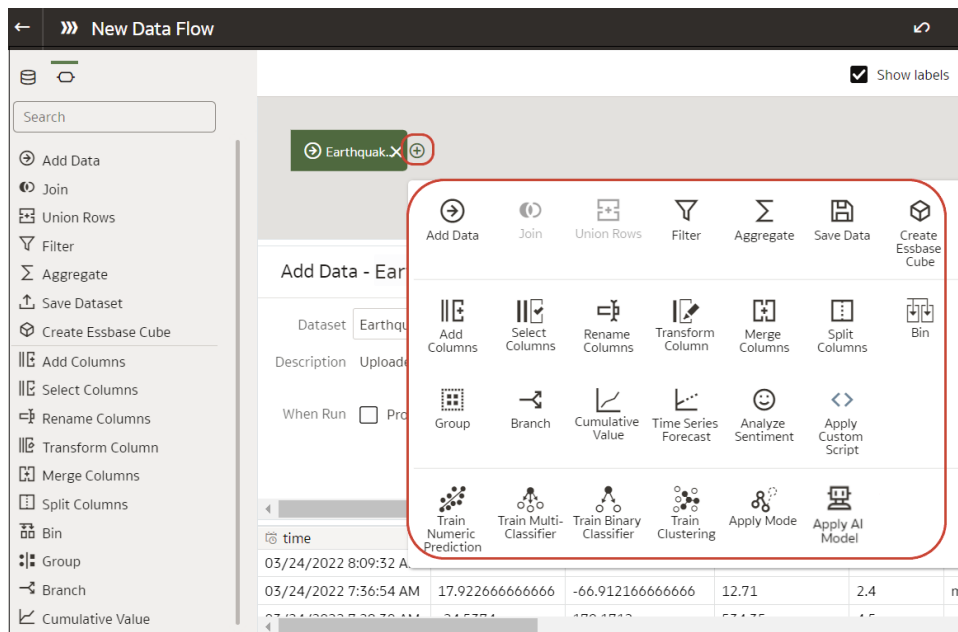 New Data Flow
Show labels
Search
Add Data
Join
Union Rows
Filter
Aggregate
Save Dataset
Create Essbase Cube
Add Columns
Select Columns
Rename Columns
Transform Column
Merge Columns
Split Columns
Bin
Group
Branch
Cumulative Value
Earthquak..
Add Data
Join
Union Rows
Filter
Aggregate
Save Data
Create
Essbase
Cube
Add
Columns
Select
Columns
Rename
Columns
Transform
Column
Merge
Columns
Split
Columns
Bin
Group
Branch
Cumulative
Value
Time Series
Forecast
Analyze
Sentiment
Apply
Custom
Script
Train
Numeric
Prediction
Train Multi-
Classifier
Train Binary
Classifier
Train
Clustering
Apply Mode
Apply AI
Model
Add Data - Ear
Dataset Earthqu
Description Uploade
When Run Pro
time
03/24/2022 8:09:32 A
03/24/2022 7:36:54 AM 17.922666666666 -66.912166666666 12.71 2.4